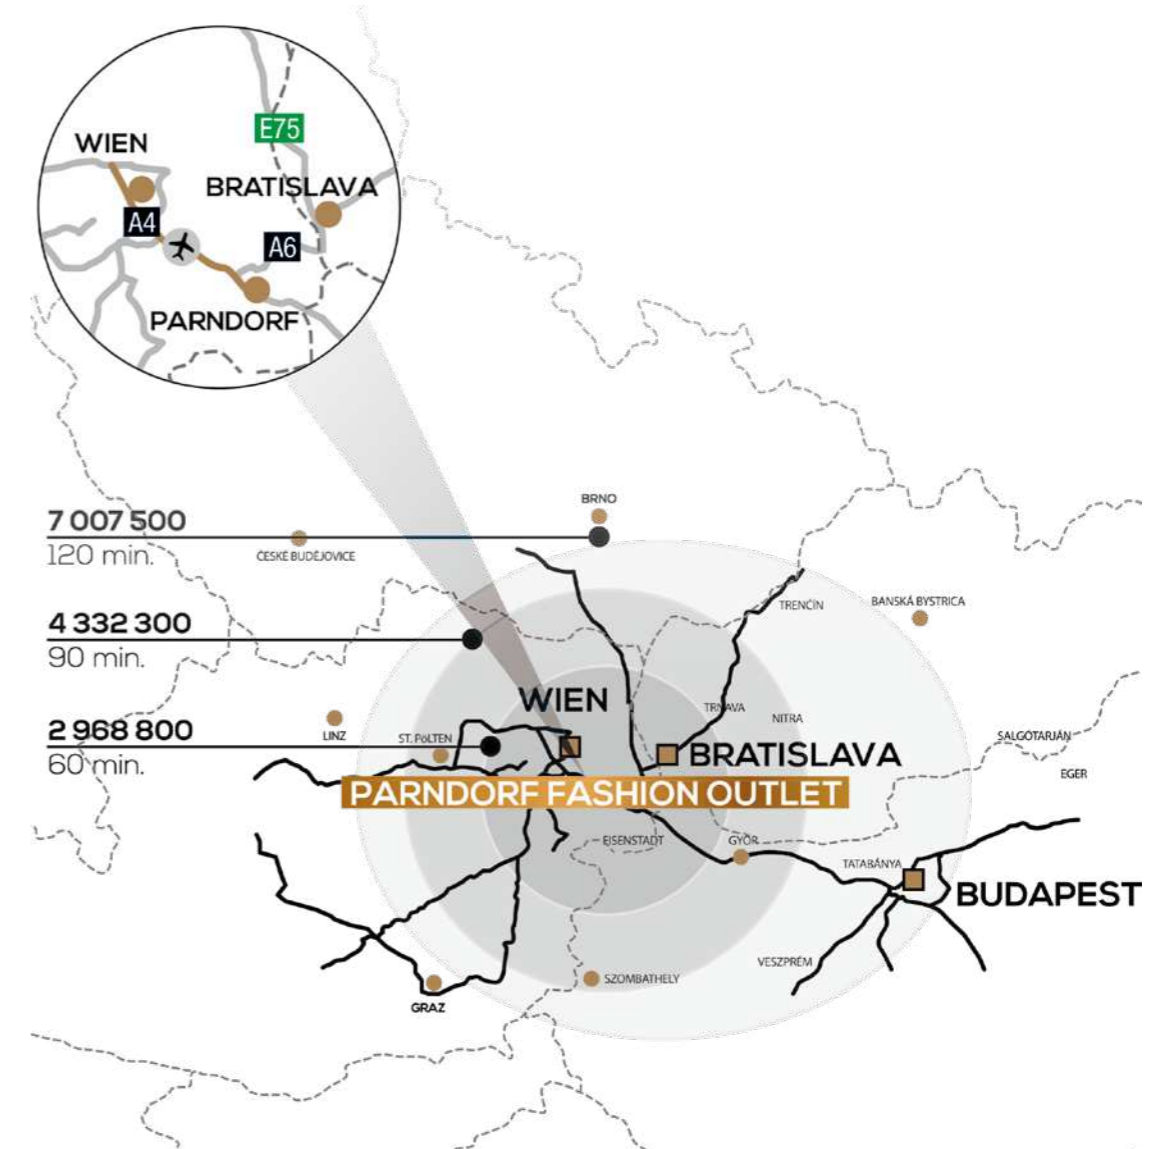 E75
WIEN
BRATISLAVA
A4
A6
PARNDORF
BRNO
7 007 500
120 min.
ČESKÉ BUDĚJOVICE
TRENČÍN
BANSKÁ BYSTRICA
4 332 300
90 min.
WIEN
TRNAVA
NITRA
2 968 800
60 min.
LINZ
ST. PöLTEN
SALGÓTARJÁN
BRATISLAVA
EGER
PARNDORF FASHION OUTLET
EISENSTADT
GYÖR
TATABÁNYA
BUDAPEST
VESZPRÉM
SZOMBATHELY
GRAZ